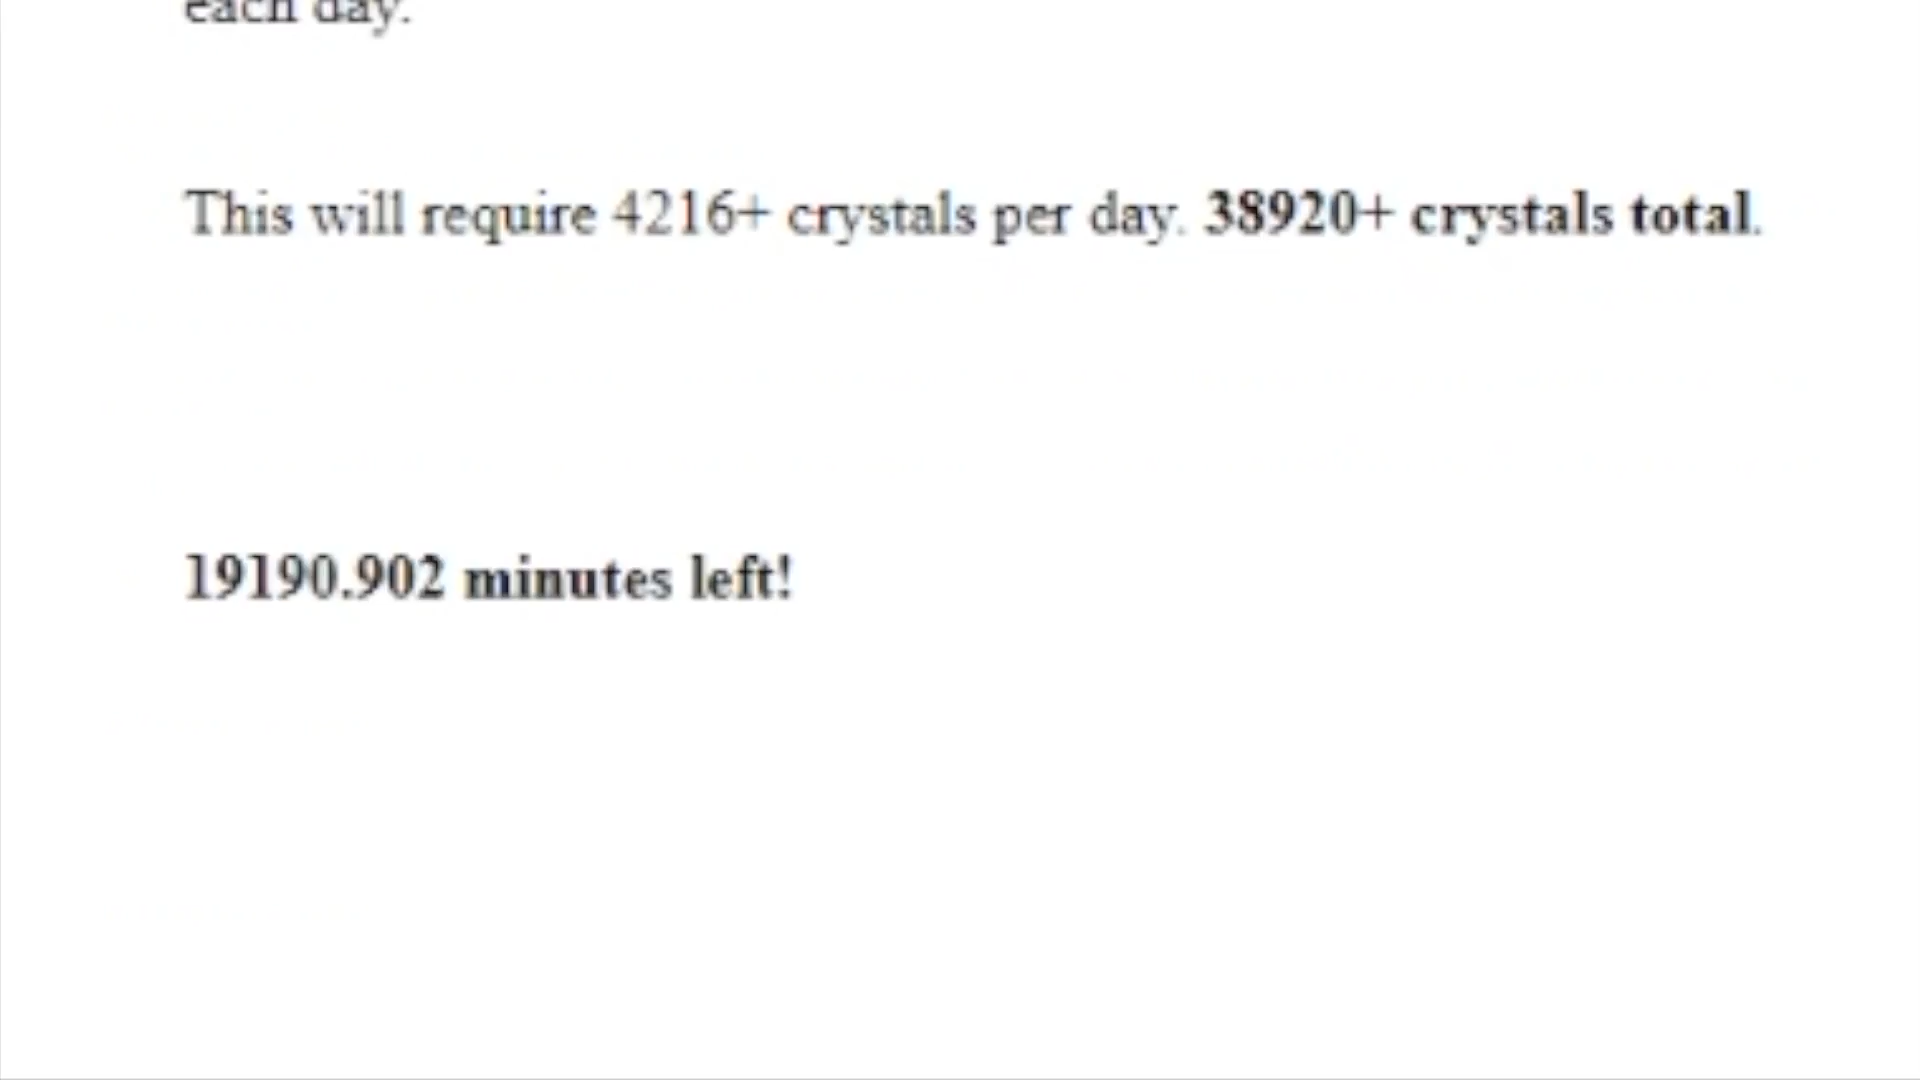 each day.
This will require 4216+ crystals per day. 38920+ crystals total.
19190.902 minutes left!